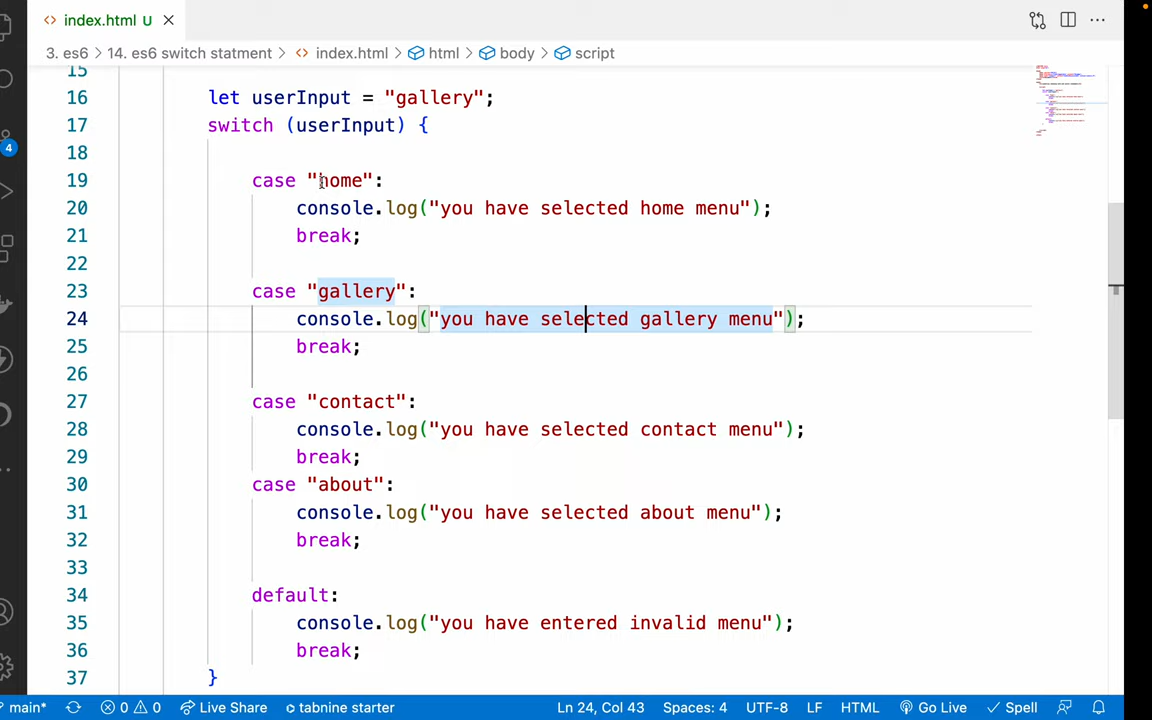 index.html U
3. es6 > 14. es6 switch statment > index.html > html > body > script
15
16 let userInput = "gallery";
17 switch (userInput) {
18
19 case "home":
20 console.log("you have selected home menu");
21 break;
22
23 case "gallery":
24 console.log("you have selected gallery menu");
25 break;
26
27 case "contact":
28 console.log("you have selected contact menu");
29 break;
30 case "about":
31 console.log("you have selected about menu");
32 break;
33
34 default:
35 console.log("you have entered invalid menu");
36 break;
37 }
4
main* 0 0 Live Share tabnine starter Ln 24, Col 43 Spaces: 4 UTF-8 LF HTML Go Live Spell